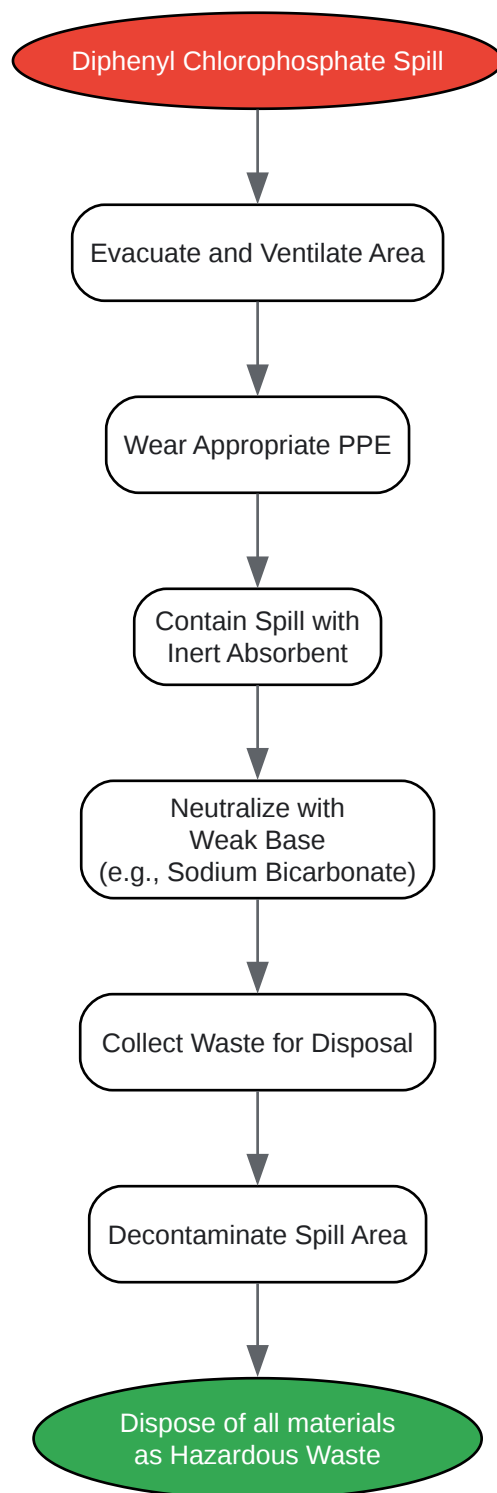 Diphenyl Chlorophosphate Spill
Evacuate and Ventilate Area
Wear Appropriate PPE
Contain Spill with
Inert Absorbent
Neutralize with
Weak Base
(e.g., Sodium Bicarbonate)
Collect Waste for Disposal
Decontaminate Spill Area
Dispose of all materials
as Hazardous Waste